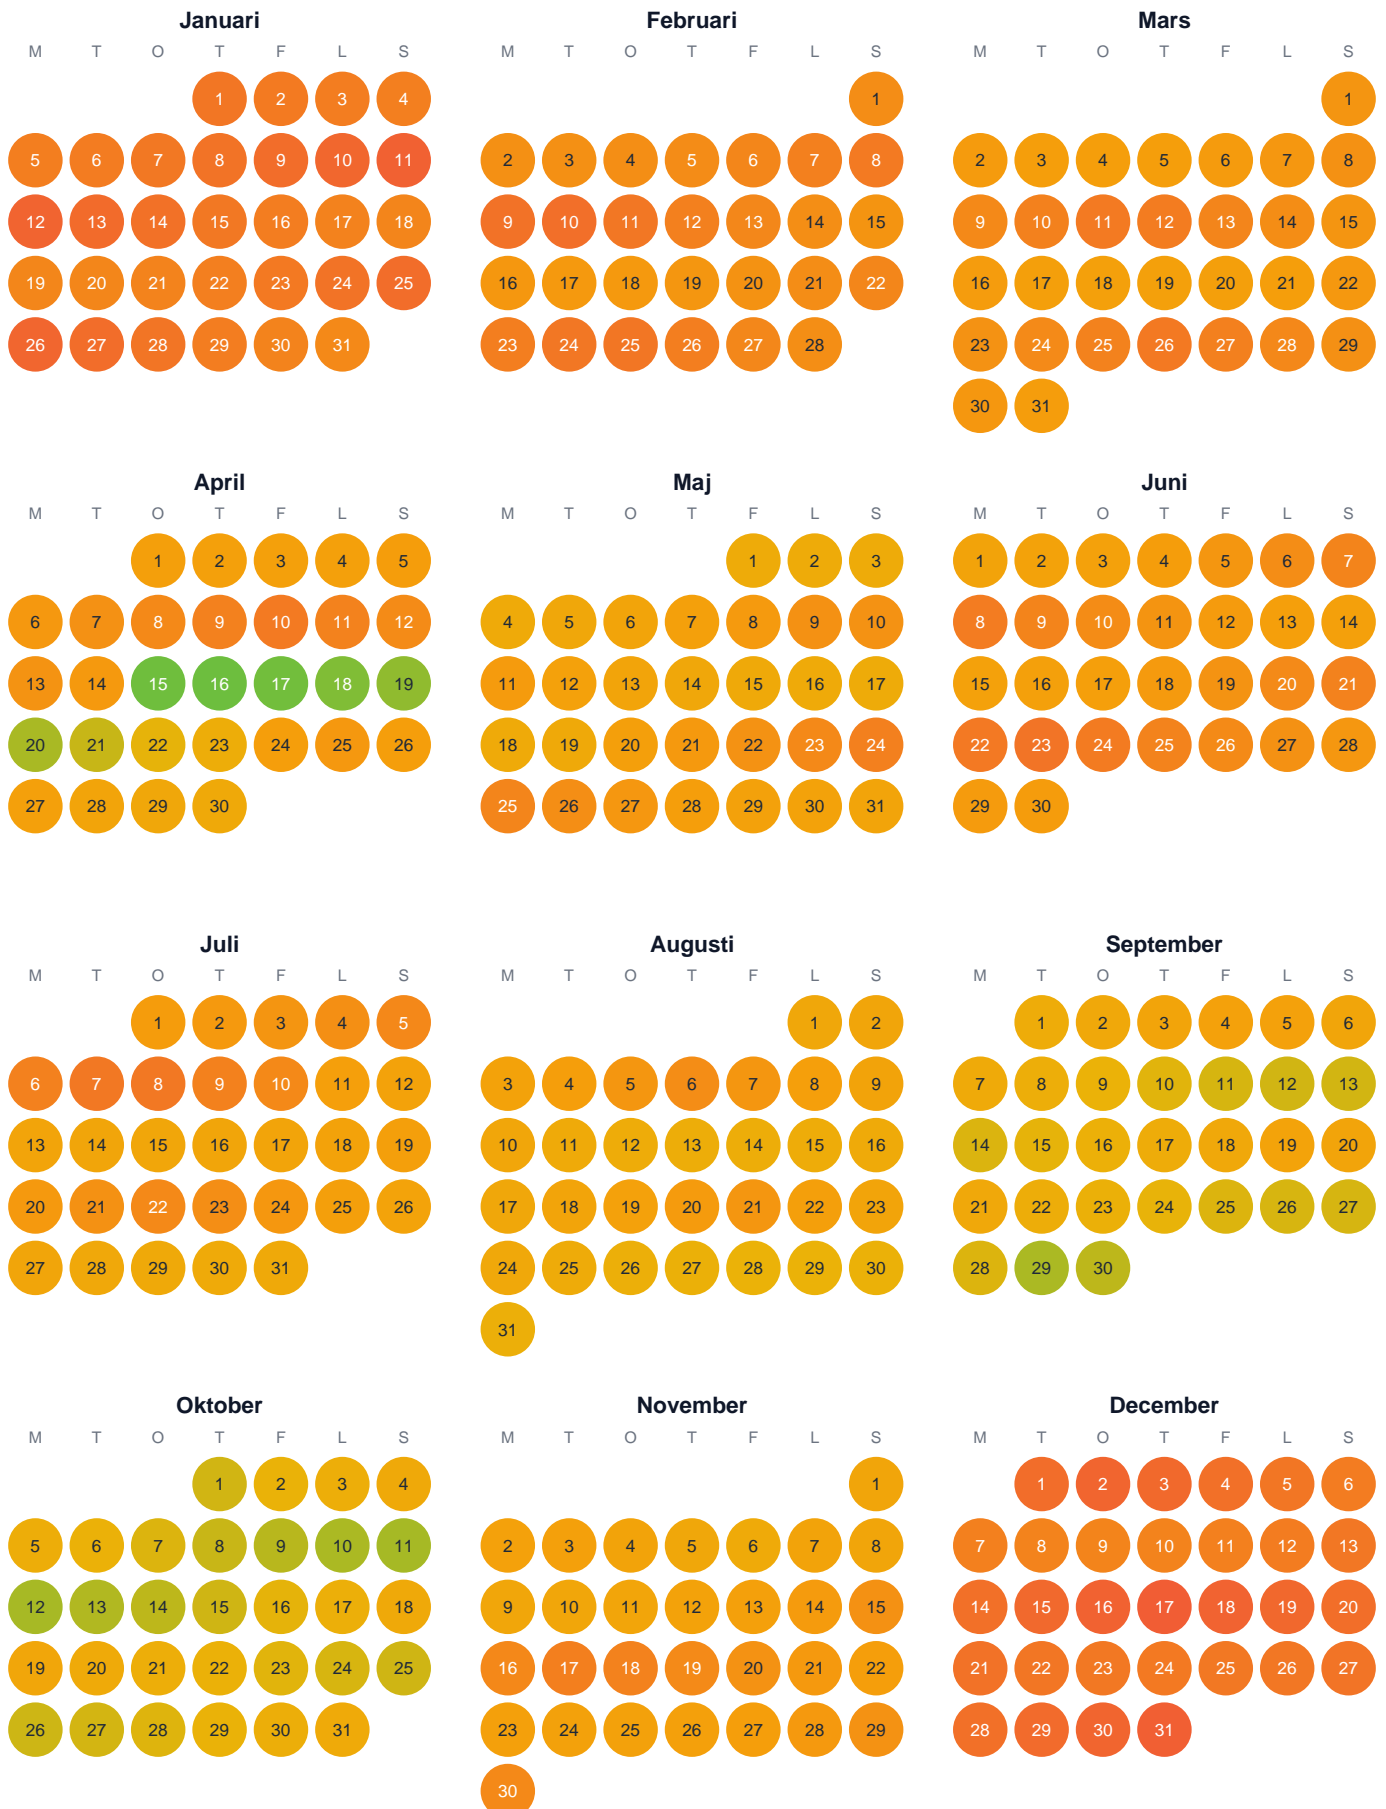 Januari
M T O T F L S
1 2 3 4
5 6 7 8 9 10 11
12 13 14 15 16 17 18
19 20 21 22 23 24 25
26 27 28 29 30 31
Februari
M T O T F L S
1
2 3 4 5 6 7 8
9 10 11 12 13 14 15
16 17 18 19 20 21 22
23 24 25 26 27 28
Mars
M T O T F L S
1
2 3 4 5 6 7 8
9 10 11 12 13 14 15
16 17 18 19 20 21 22
23 24 25 26 27 28 29
30 31
April
M T O T F L S
1 2 3 4 5
6 7 8 9 10 11 12
13 14 15 16 17 18 19
20 21 22 23 24 25 26
27 28 29 30
Maj
M T O T F L S
1 2 3
4 5 6 7 8 9 10
11 12 13 14 15 16 17
18 19 20 21 22 23 24
25 26 27 28 29 30 31
Juni
M T O T F L S
1 2 3 4 5 6 7
8 9 10 11 12 13 14
15 16 17 18 19 20 21
22 23 24 25 26 27 28
29 30
Juli
M T O T F L S
1 2 3 4 5
6 7 8 9 10 11 12
13 14 15 16 17 18 19
20 21 22 23 24 25 26
27 28 29 30 31
Augusti
M T O T F L S
1 2
3 4 5 6 7 8 9
10 11 12 13 14 15 16
17 18 19 20 21 22 23
24 25 26 27 28 29 30
31
September
M T O T F L S
1 2 3 4 5 6
7 8 9 10 11 12 13
14 15 16 17 18 19 20
21 22 23 24 25 26 27
28 29 30
Oktober
M T O T F L S
1 2 3 4
5 6 7 8 9 10 11
12 13 14 15 16 17 18
19 20 21 22 23 24 25
26 27 28 29 30 31
November
M T O T F L S
1
2 3 4 5 6 7 8
9 10 11 12 13 14 15
16 17 18 19 20 21 22
23 24 25 26 27 28 29
30
December
M T O T F L S
1 2 3 4 5 6
7 8 9 10 11 12 13
14 15 16 17 18 19 20
21 22 23 24 25 26 27
28 29 30 31